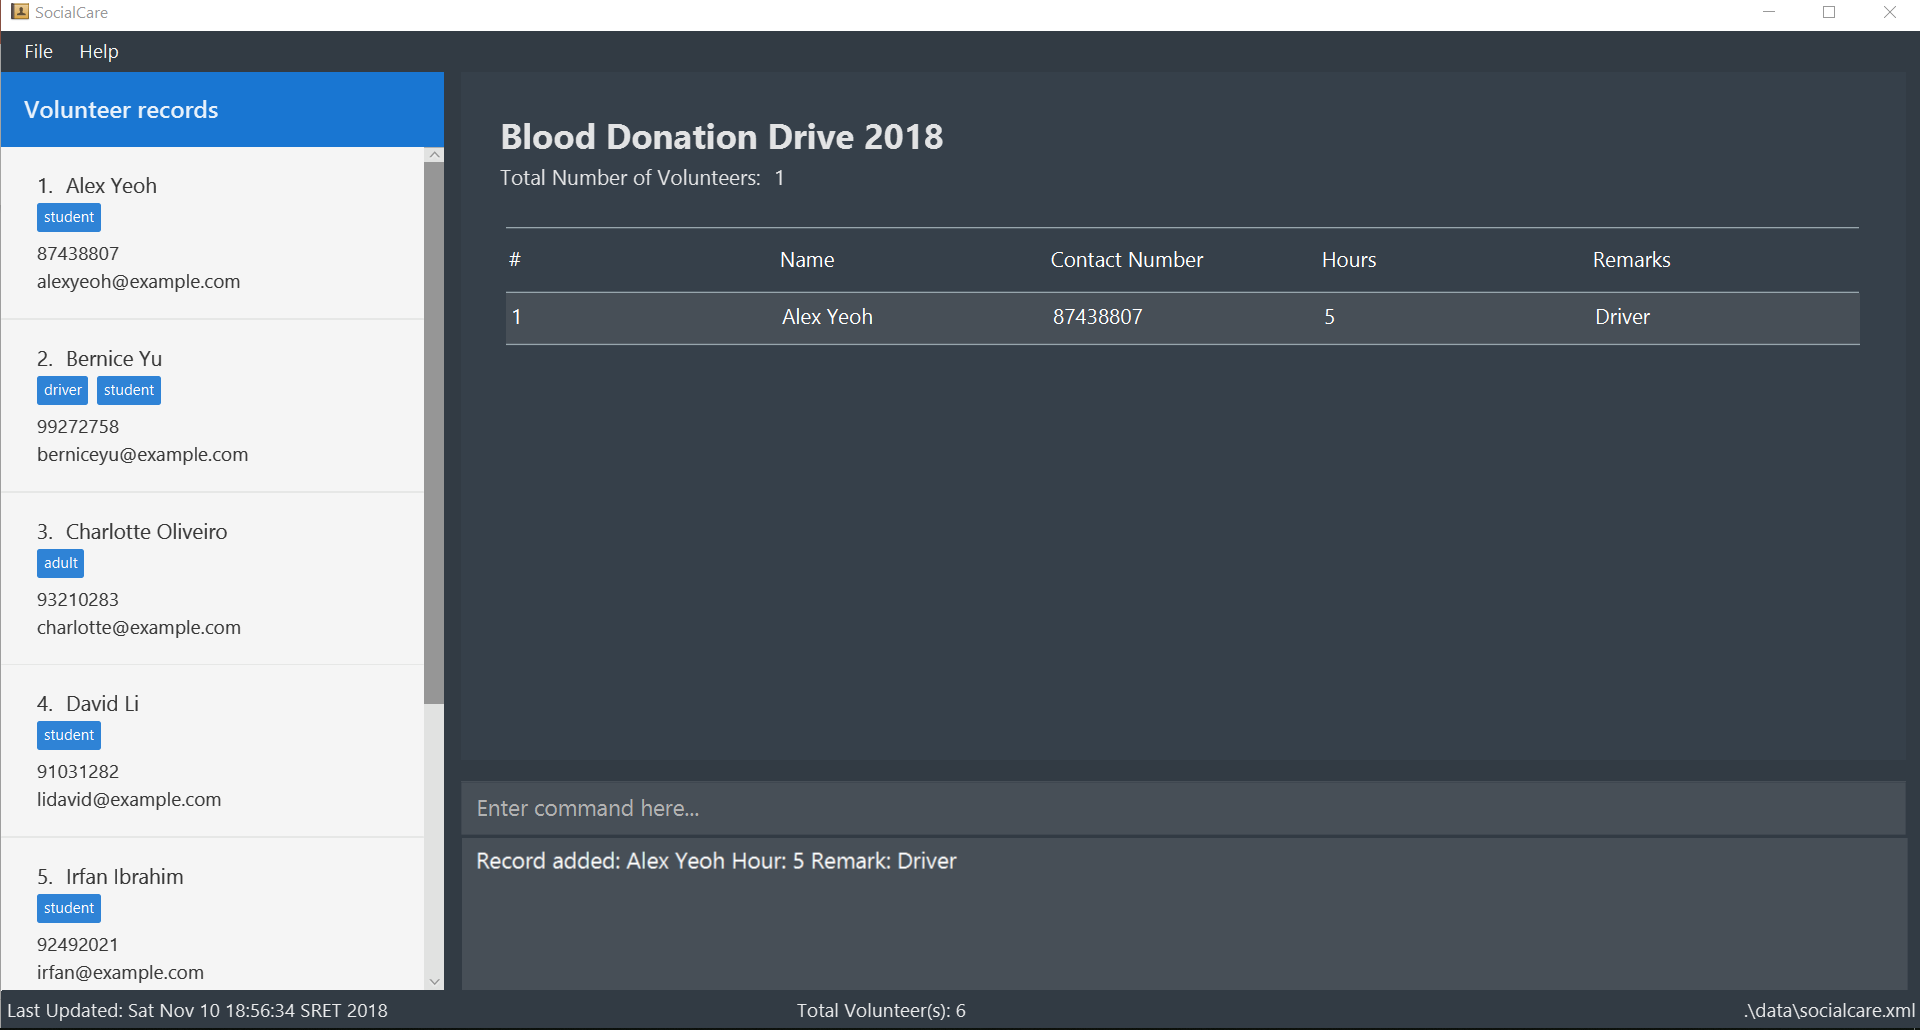 SocialCare
File Help
Volunteer records
1. Alex Yeoh
student
87438807
alexyeoh@example.com
2. Bernice Yu
driver student
99272758
berniceyu@example.com
3. Charlotte Oliveiro
adult
93210283
charlotte@example.com
4. David Li
student
91031282
lidavid@example.com
5. Irfan Ibrahim
student
92492021
irfan@example.com
Blood Donation Drive 2018
Total Number of Volunteers: 1
# Name Contact Number Hours Remarks
1 Alex Yeoh 87438807 5 Driver
Enter command here...
Record added: Alex Yeoh Hour: 5 Remark: Driver
Last Updated: Sat Nov 10 18:56:34 SRET 2018 Total Volunteer(s): 6 .\data\socialcare.xml